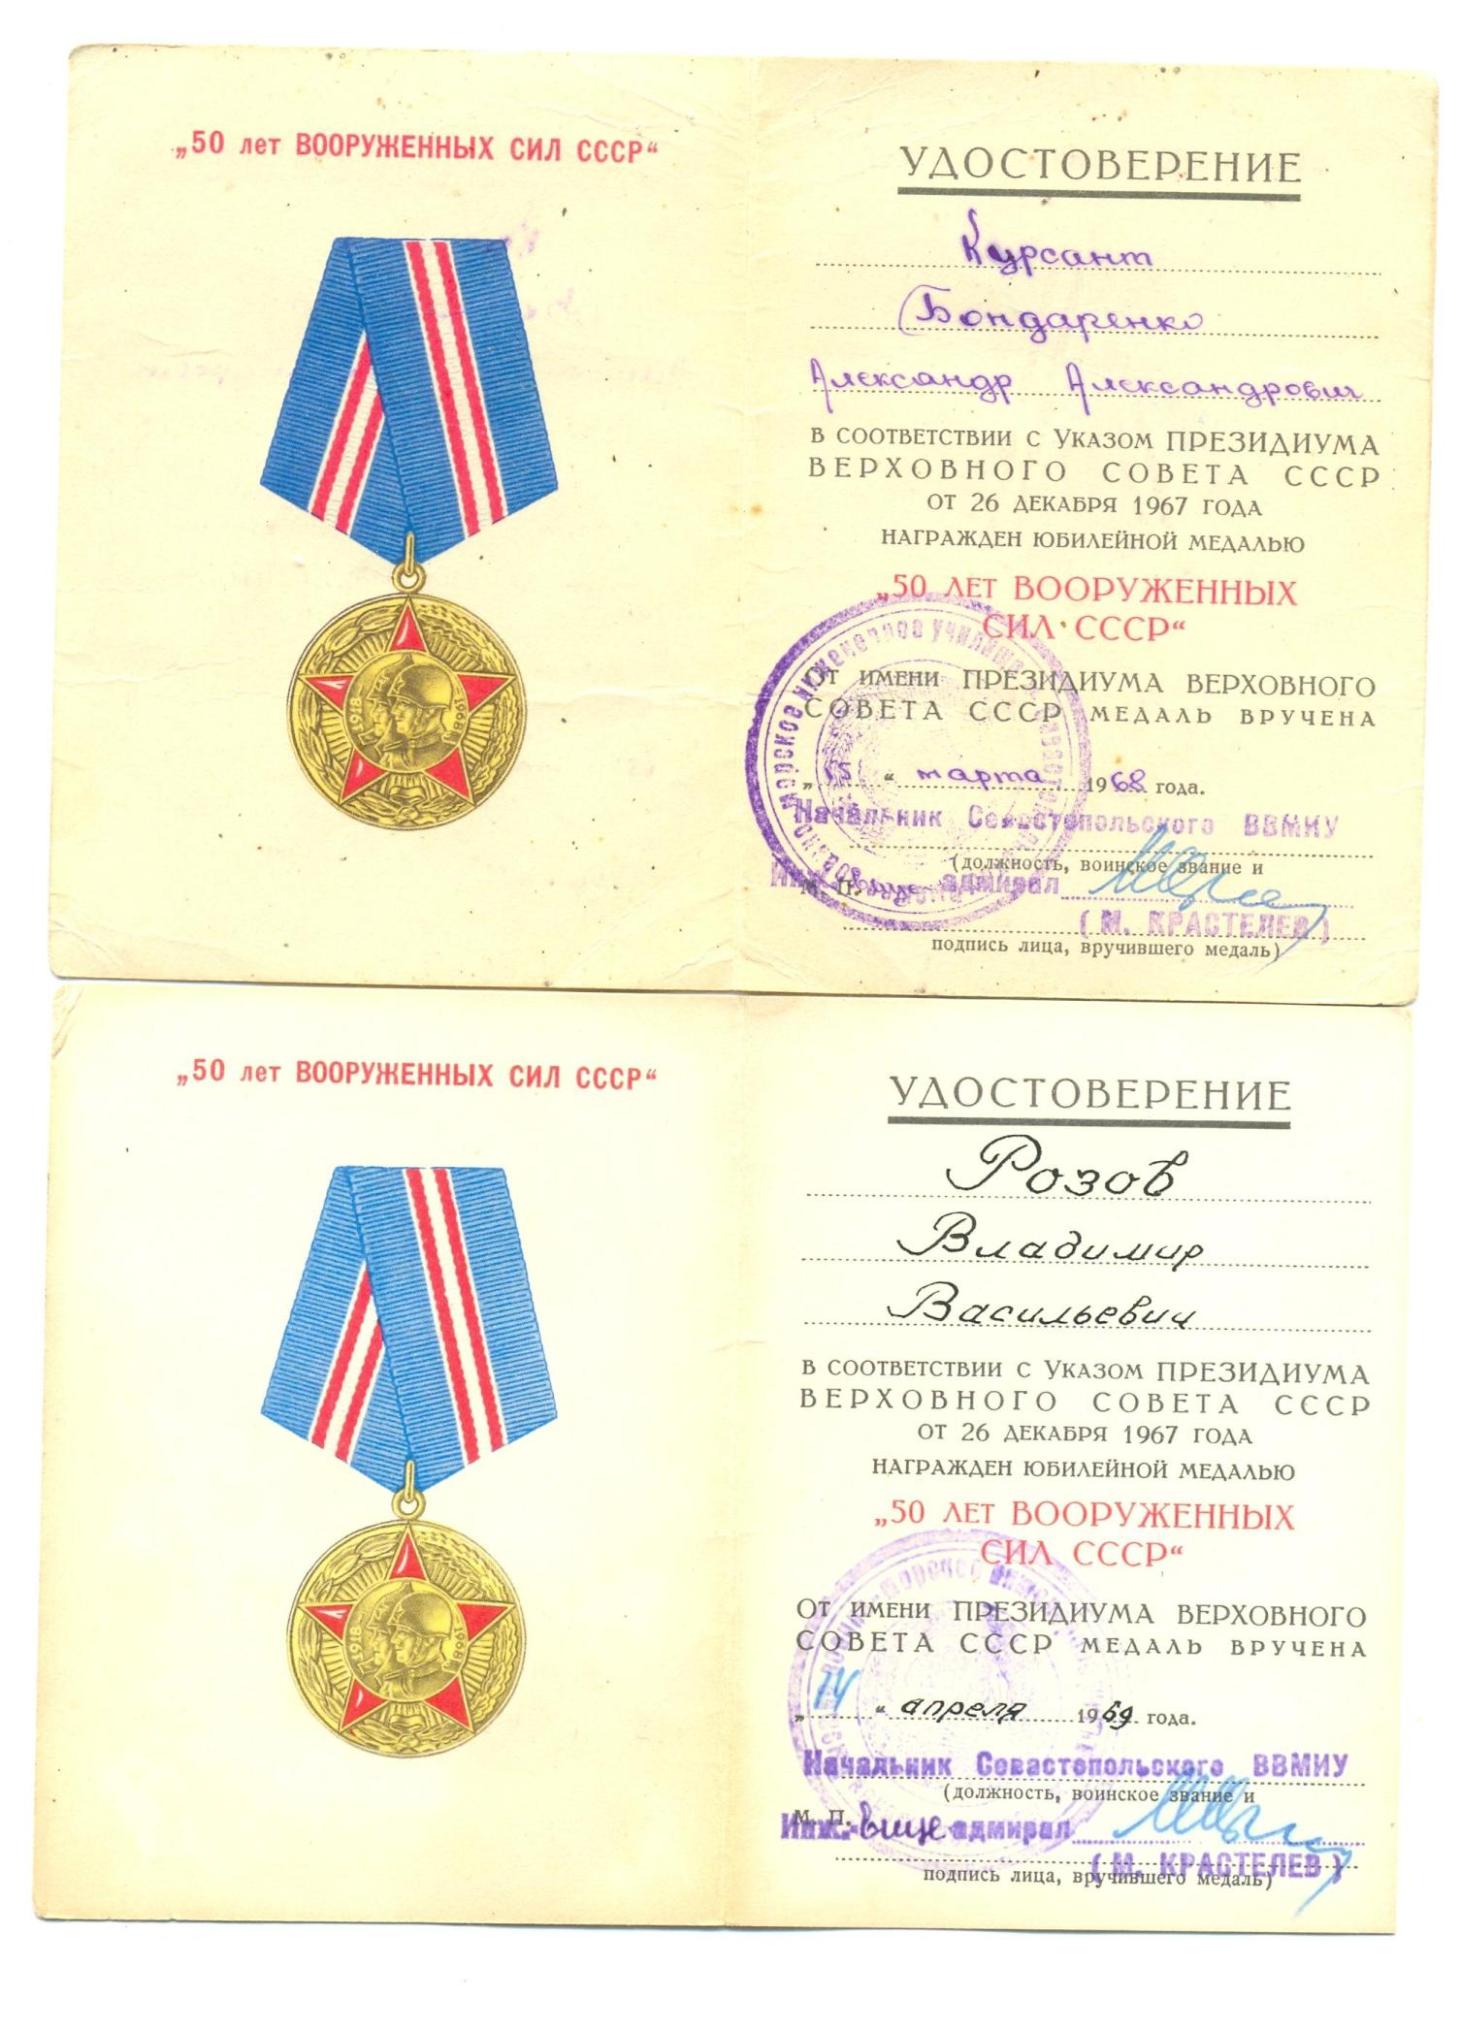 „50 лет ВООРУЖЕННЫХ СИЛ СССР“
1918 1968
УДОСТОВЕРЕНИЕ
Курсант
Бондаренко
Александр Александрович
В СООТВЕТСТВИИ С УКАЗОМ ПРЕЗИДИУМА
ВЕРХОВНОГО СОВЕТА СССР
ОТ 26 ДЕКАБРЯ 1967 ГОДА
НАГРАЖДЕН ЮБИЛЕЙНОЙ МЕДАЛЬЮ
„50 ЛЕТ ВООРУЖЕННЫХ
СИЛ СССР“
ОТ ИМЕНИ ПРЕЗИДИУМА ВЕРХОВНОГО
СОВЕТА СССР МЕДАЛЬ ВРУЧЕНА
„ “ марта 1968 года.
Начальник Севастопольского ВВМИУ
(должность, воинское звание и
М. П. Инж.-вице-адмирал
( М. КРАСТЕЛЕВ )
подпись лица, вручившего медаль)
„50 лет ВООРУЖЕННЫХ СИЛ СССР“
1918 1968
УДОСТОВЕРЕНИЕ
Розов
Владимир
Васильевич
В СООТВЕТСТВИИ С УКАЗОМ ПРЕЗИДИУМА
ВЕРХОВНОГО СОВЕТА СССР
ОТ 26 ДЕКАБРЯ 1967 ГОДА
НАГРАЖДЕН ЮБИЛЕЙНОЙ МЕДАЛЬЮ
„50 ЛЕТ ВООРУЖЕННЫХ
СИЛ СССР“
ОТ ИМЕНИ ПРЕЗИДИУМА ВЕРХОВНОГО
СОВЕТА СССР МЕДАЛЬ ВРУЧЕНА
„ “ апреля 1969 года.
Начальник Севастопольского ВВМИУ
(должность, воинское звание и
М. П. Инж.-вице-адмирал
( М. КРАСТЕЛЕВ )
подпись лица, вручившего медаль)